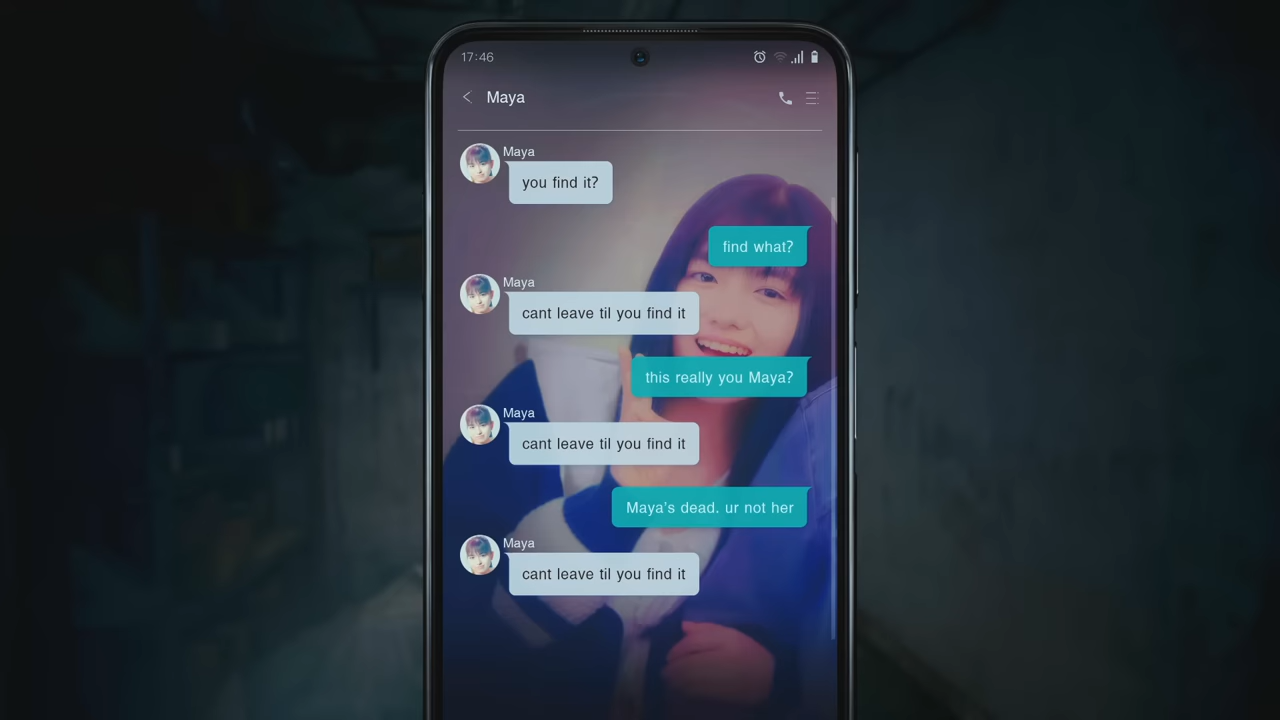 17:46
Maya
Maya
you find it?
find what?
Maya
cant leave til you find it
this really you Maya?
Maya
cant leave til you find it
Maya's dead. ur not her
Maya
cant leave til you find it